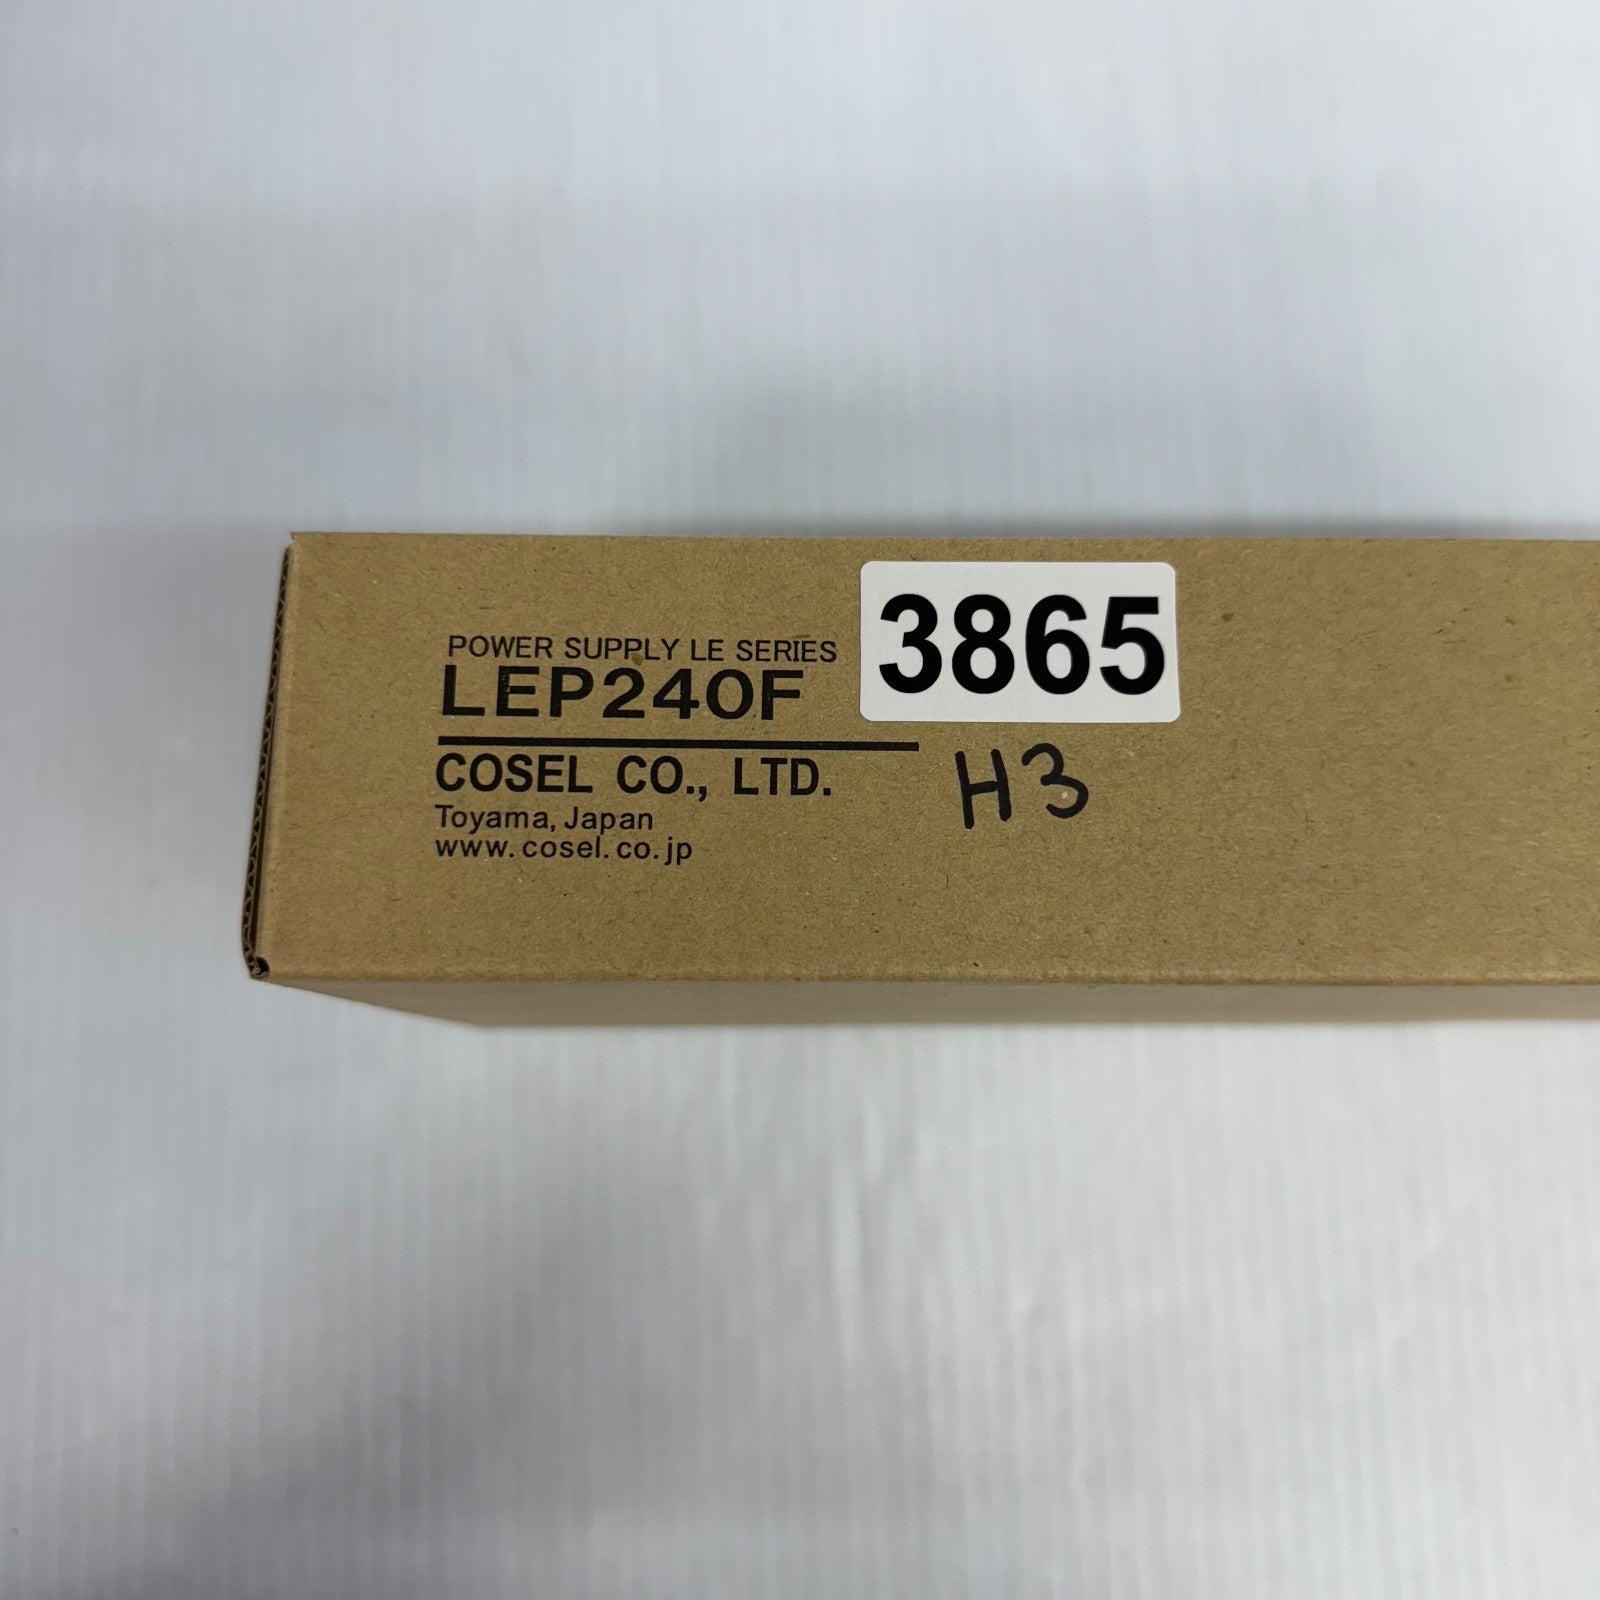 POWER SUPPLY LE SERIES
LEP240F
3865
COSEL CO., LTD.
H3
Toyama, Japan
www.cosel.co.jp